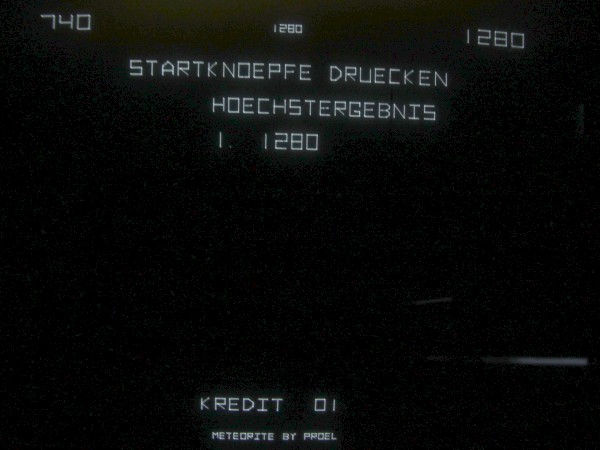 740 1280 1280
STARTKNOEPFE DRUECKEN
HOECHSTERGEBNIS
1. 1280
KREDIT 01
METEORITE BY PROEL